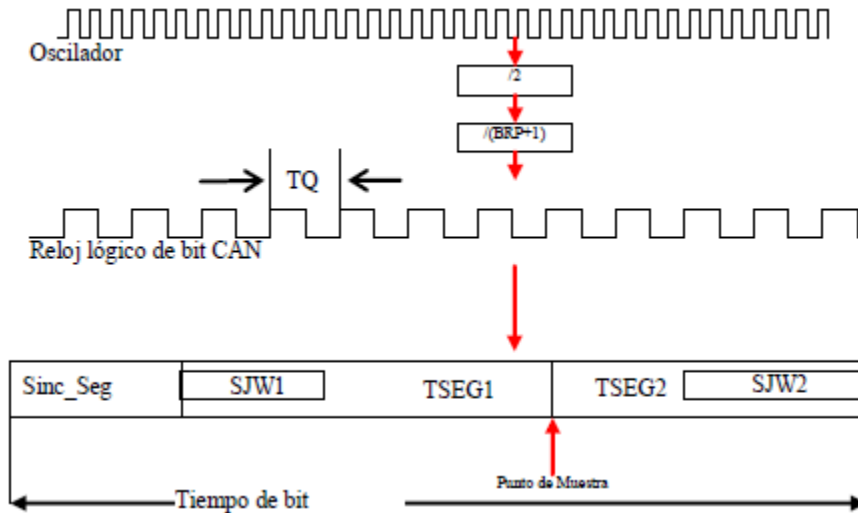 Oscilador
/2
/(BRP+1)
TQ
Reloj lógico de bit CAN
Sinc_Seg SJW1 TSEG1 TSEG2 SJW2
Punto de Muestra
Tiempo de bit